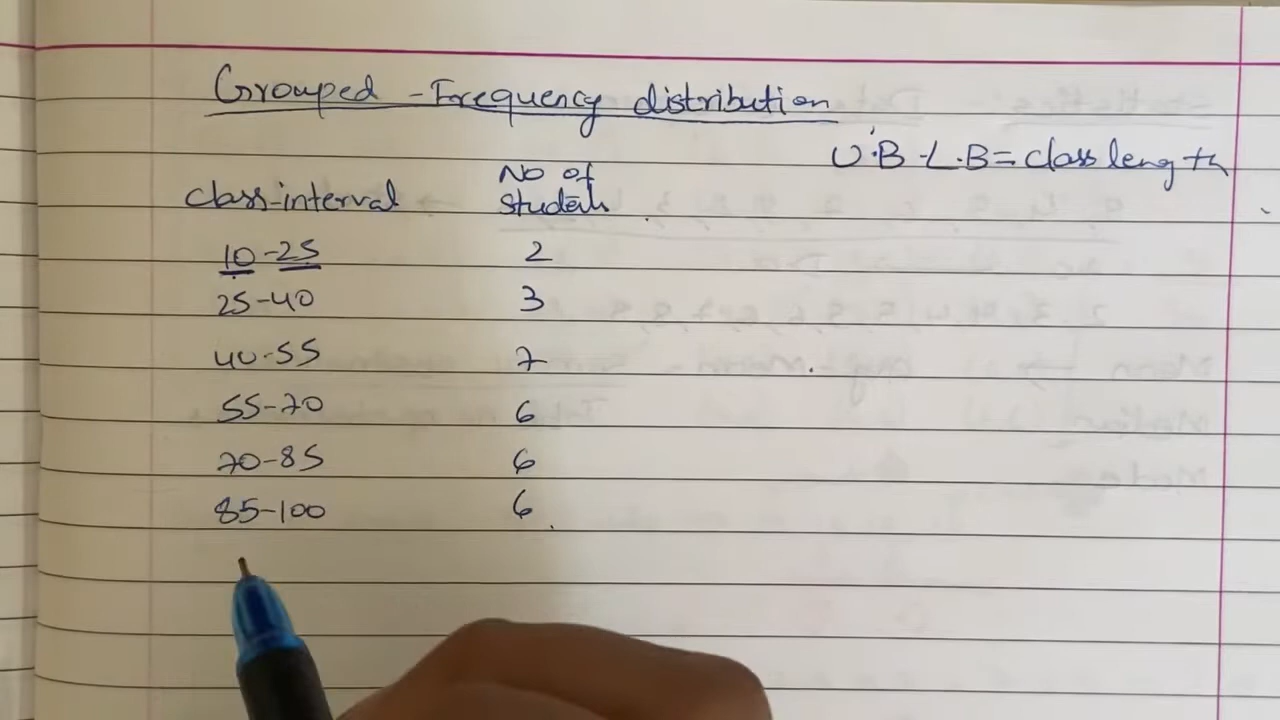 Grouped - Frequency distribution
U.B - L.B = class length
class-interval No of Students
10-25 2
25-40 3
40-55 7
55-70 6
70-85 6
85-100 6